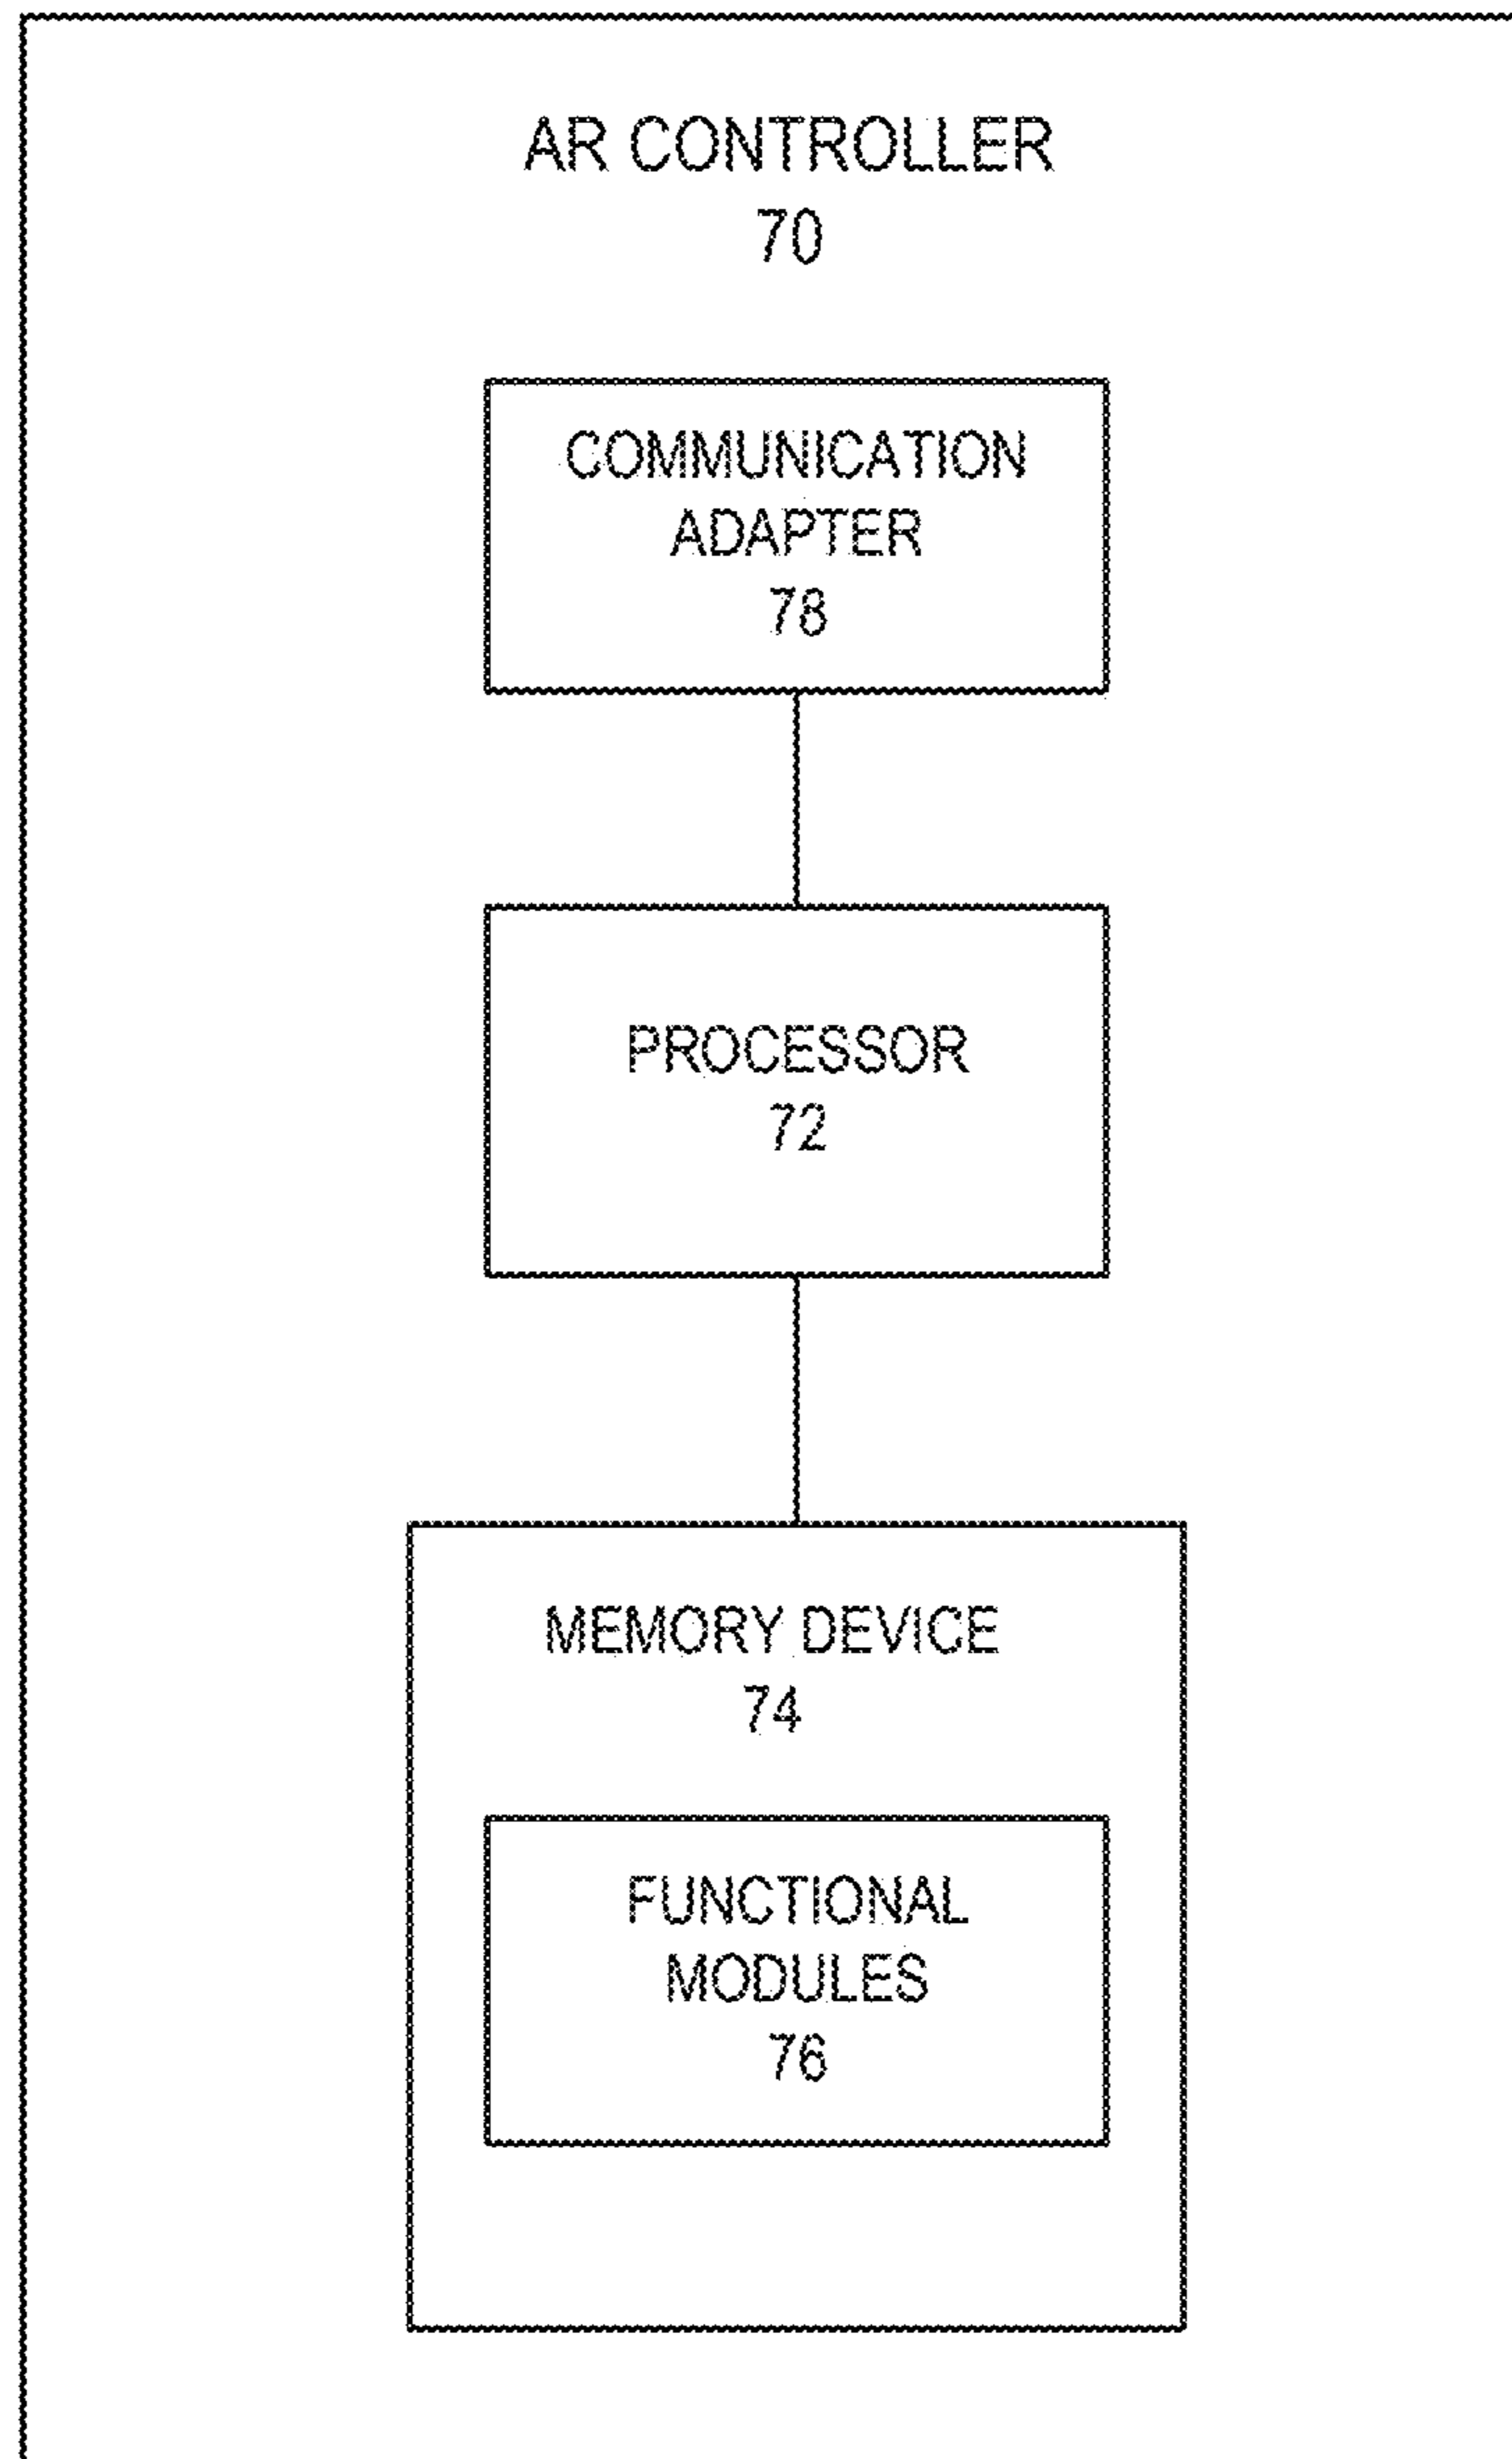 AR CONTROLLER
70
COMMUNICATION
ADAPTER
78
PROCESSOR
72
MEMORY DEVICE
74
FUNCTIONAL
MODULES
76